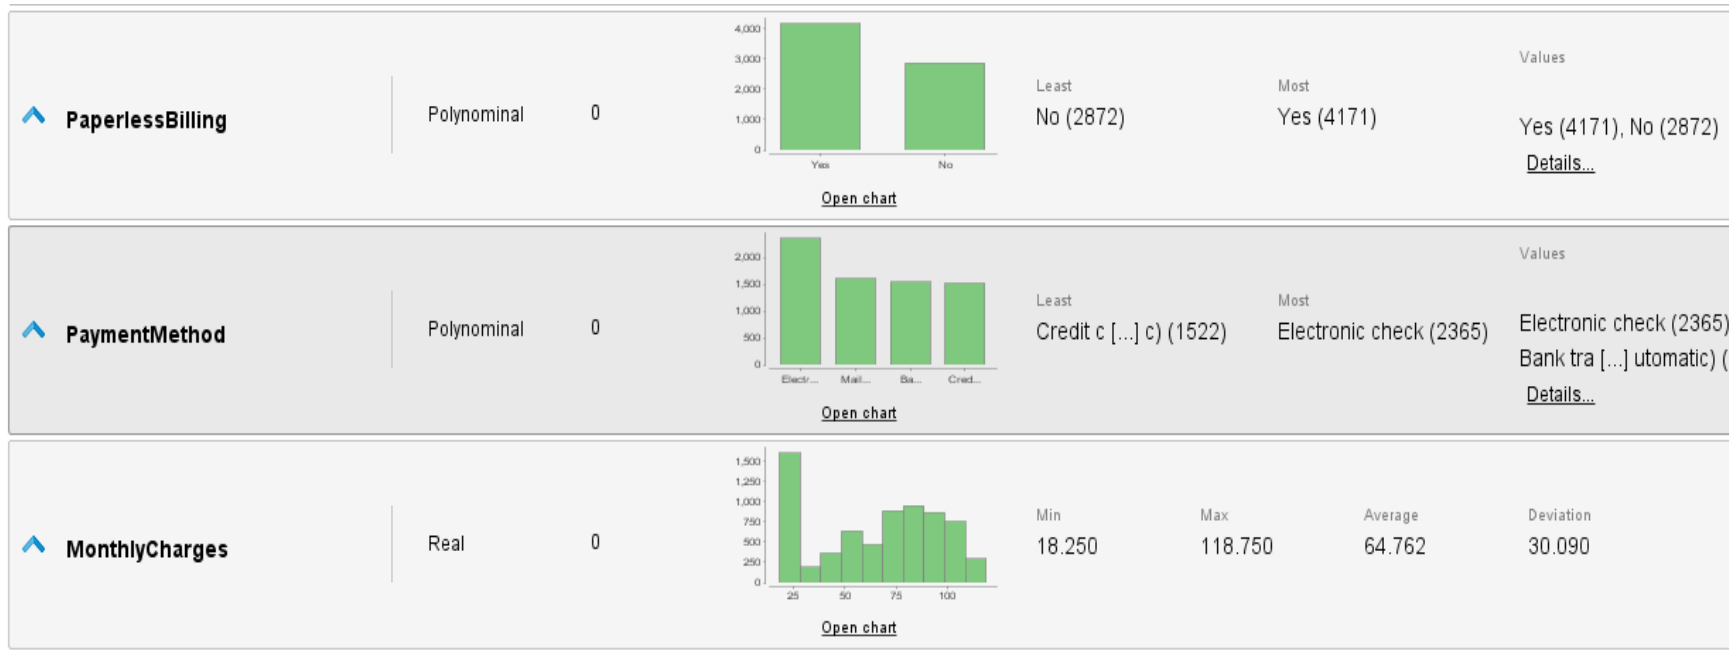 PaperlessBilling
Polynominal
0
4,000
3,000
2,000
1,000
0
Yes
No
Open chart
Least
No (2872)
Most
Yes (4171)
Values
Yes (4171), No (2872)
Details...
PaymentMethod
Polynominal
0
2,000
1,500
1,000
500
0
Electr...
Mail...
Ba...
Cred...
Open chart
Least
Credit c [...] c) (1522)
Most
Electronic check (2365)
Values
Electronic check (2365)
Bank tra [...] utomatic) (
Details...
MonthlyCharges
Real
0
1,500
1,250
1,000
750
500
250
0
25
50
75
100
Open chart
Min
18.250
Max
118.750
Average
64.762
Deviation
30.090